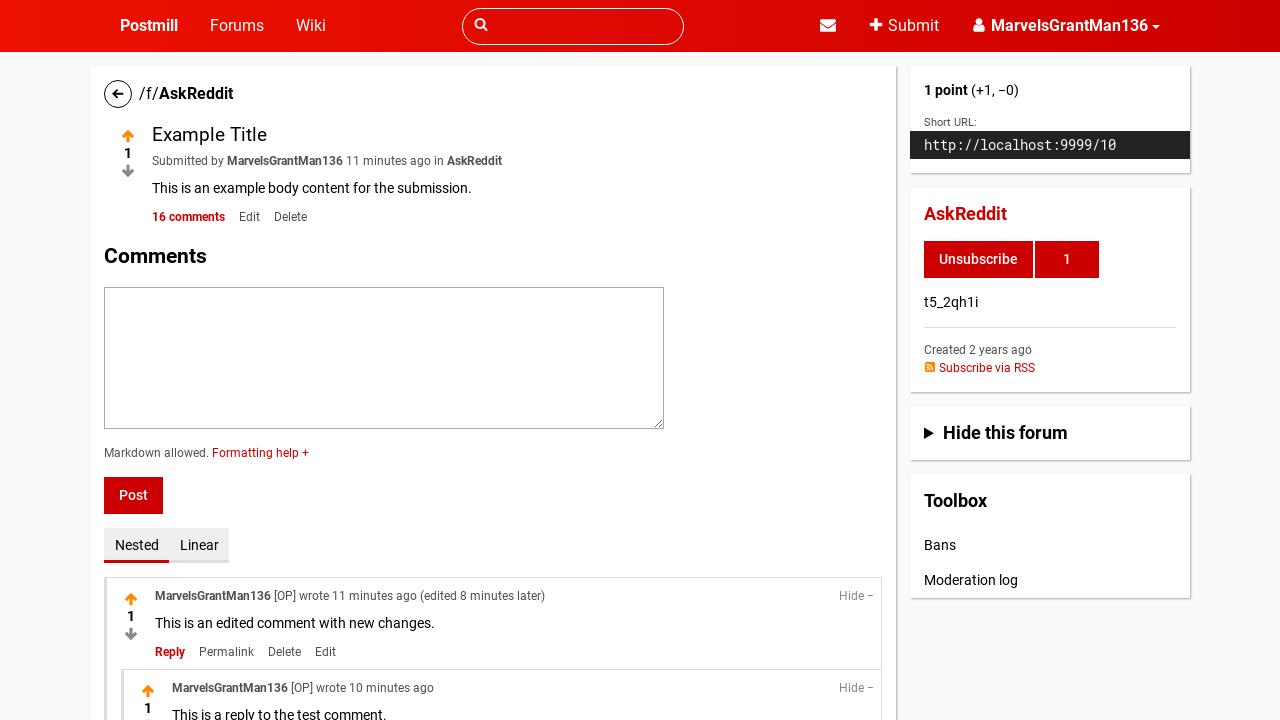 Postmill Forums Wiki Submit MarvelsGrantMan136
/f/AskReddit
Example Title
1
Submitted by MarvelsGrantMan136 11 minutes ago in AskReddit
This is an example body content for the submission.
16 comments Edit Delete
Comments
Markdown allowed. Formatting help +
Post
Nested Linear
MarvelsGrantMan136 [OP] wrote 11 minutes ago (edited 8 minutes later) Hide −
1
This is an edited comment with new changes.
Reply Permalink Delete Edit
MarvelsGrantMan136 [OP] wrote 10 minutes ago Hide −
1
This is a reply to the test comment.
1 point (+1, −0)
Short URL:
http://localhost:9999/10
AskReddit
Unsubscribe 1
t5_2qh1i
Created 2 years ago
Subscribe via RSS
Hide this forum
Toolbox
Bans
Moderation log